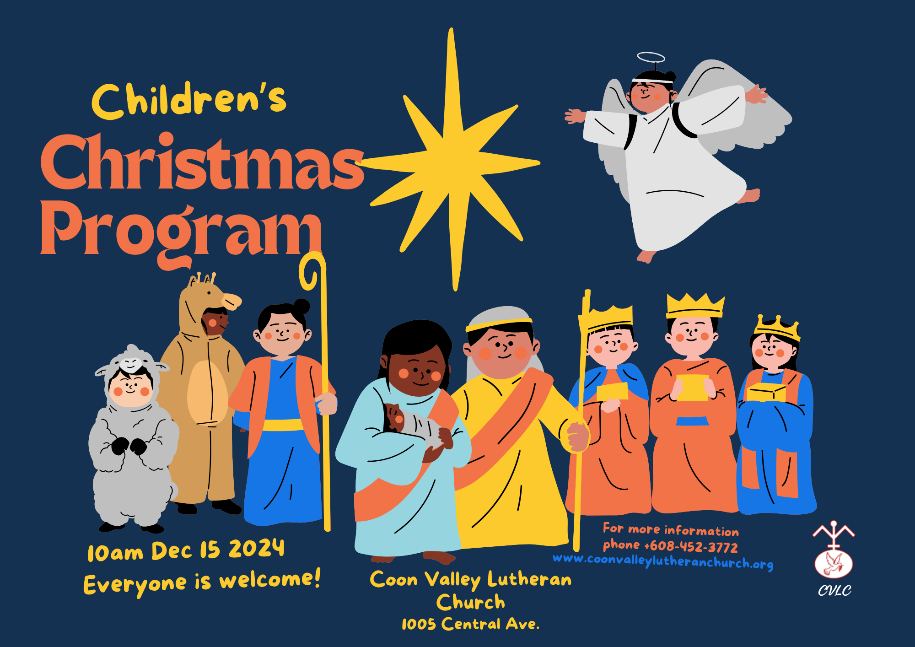 Children's
Christmas
Program
10am Dec 15 2024
Everyone is welcome!
Coon Valley Lutheran
Church
1005 Central Ave.
For more information
phone +608-452-3772
www.coonvalleylutheranchurch.org
CVLC